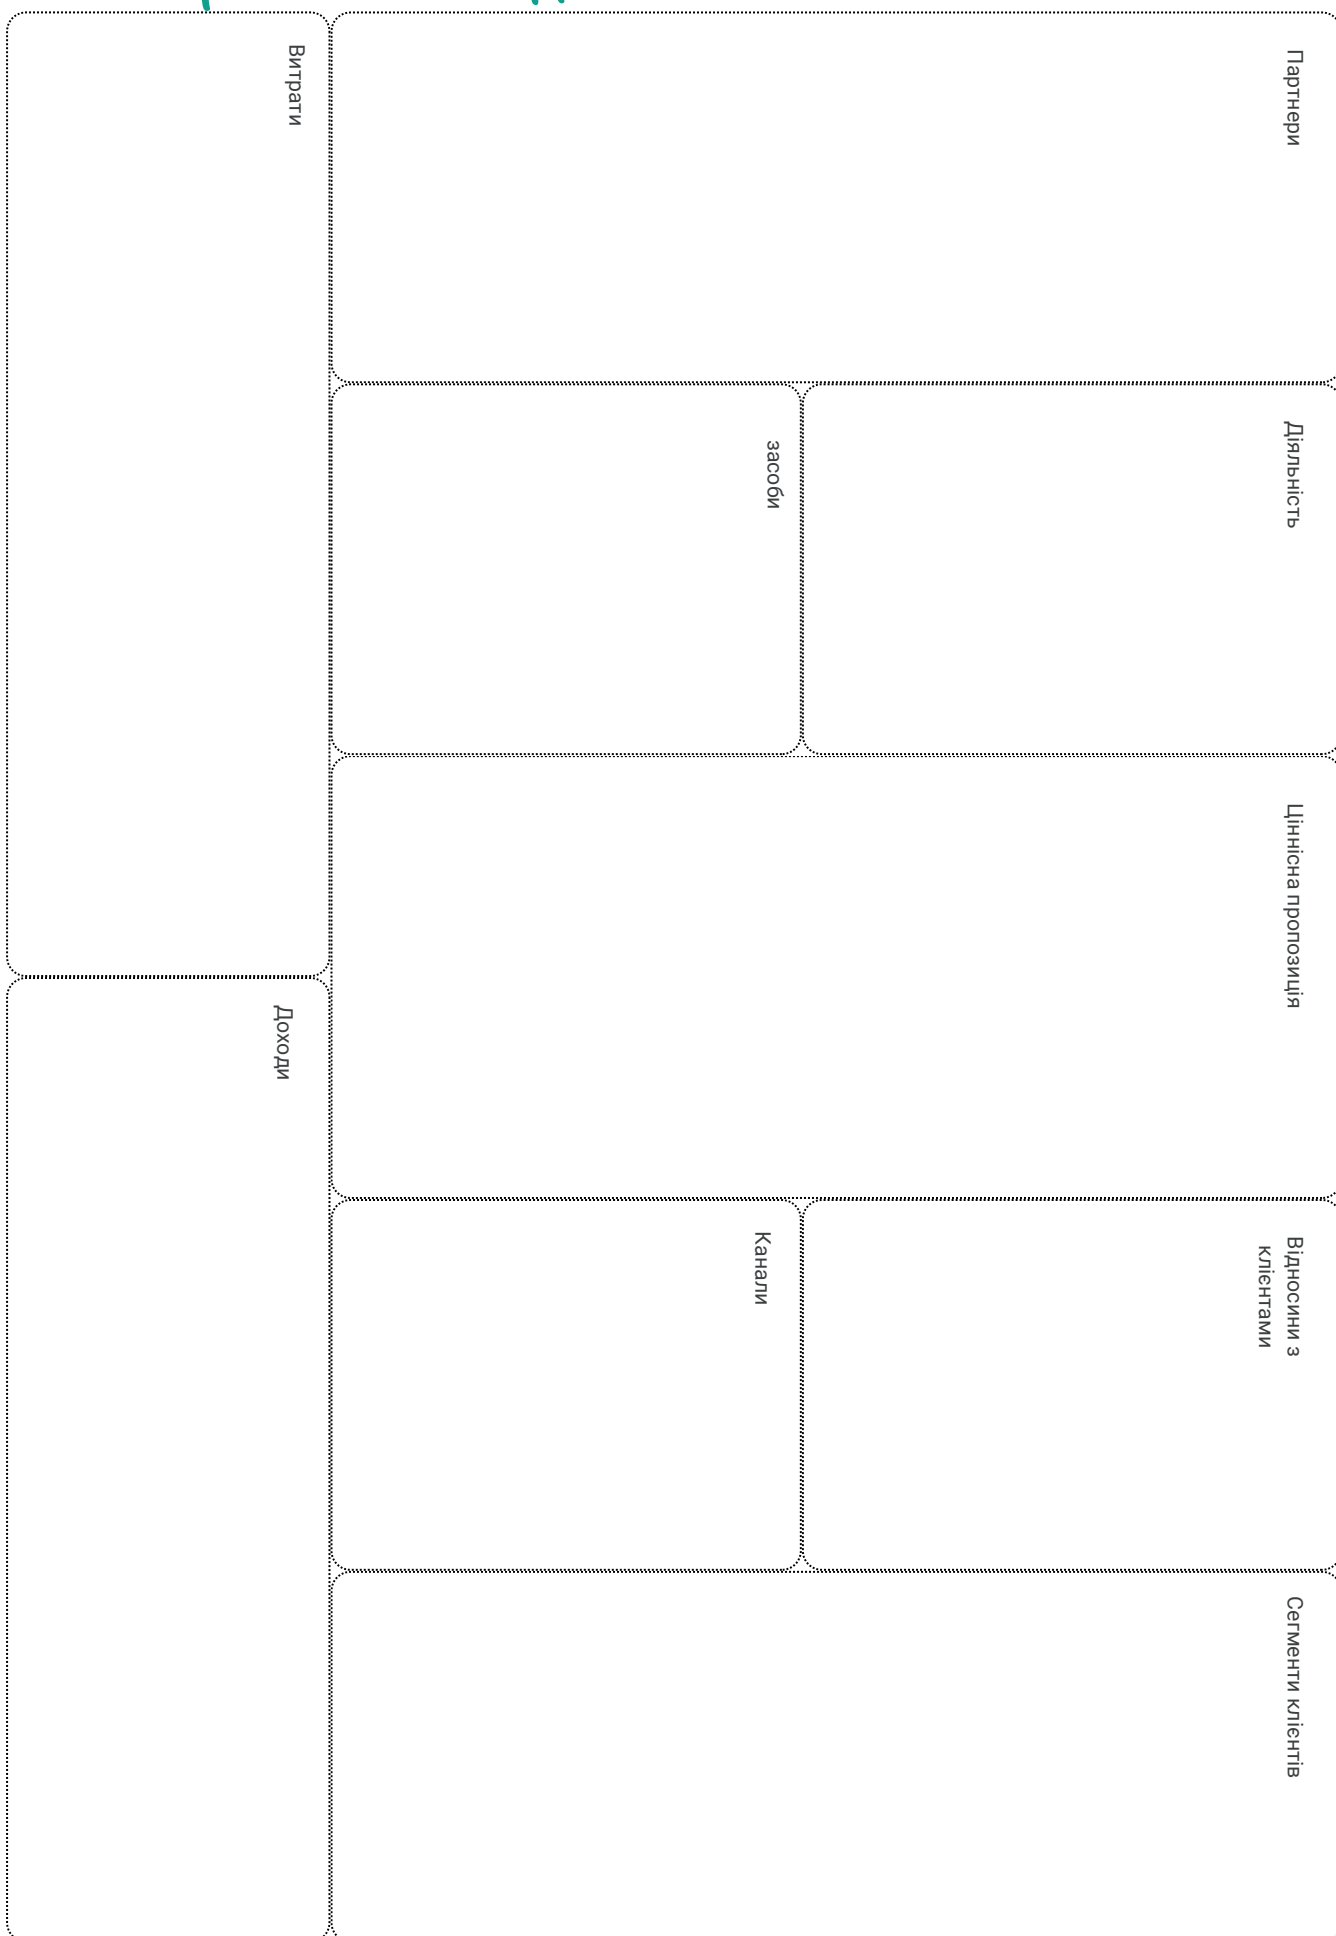 Партнери
Діяльність
засоби
Ціннісна пропозиція
Відносини з
клієнтами
Канали
Сегменти клієнтів
Витрати
Доходи